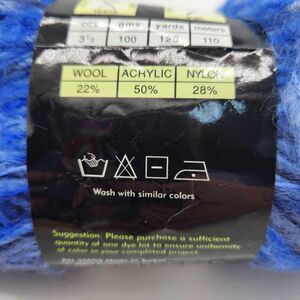 ozs. gms yards meters
3½ 100 120 110
WOOL ACRYLIC NYLON
22% 50% 28%
Wash with similar colors
Suggestion: Please purchase a sufficient
quantity of one dye lot to ensure uniformity
of color in your completed project.